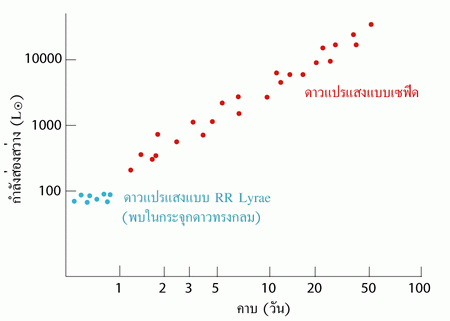 กำลังส่องสว่าง (L⊙)
10000
1000
100
ดาวแปรแสงแบบเซฟีด
ดาวแปรแสงแบบ RR Lyrae
(พบในกระจุกดาวทรงกลม)
1 2 3 5 10 20 50 100
คาบ (วัน)